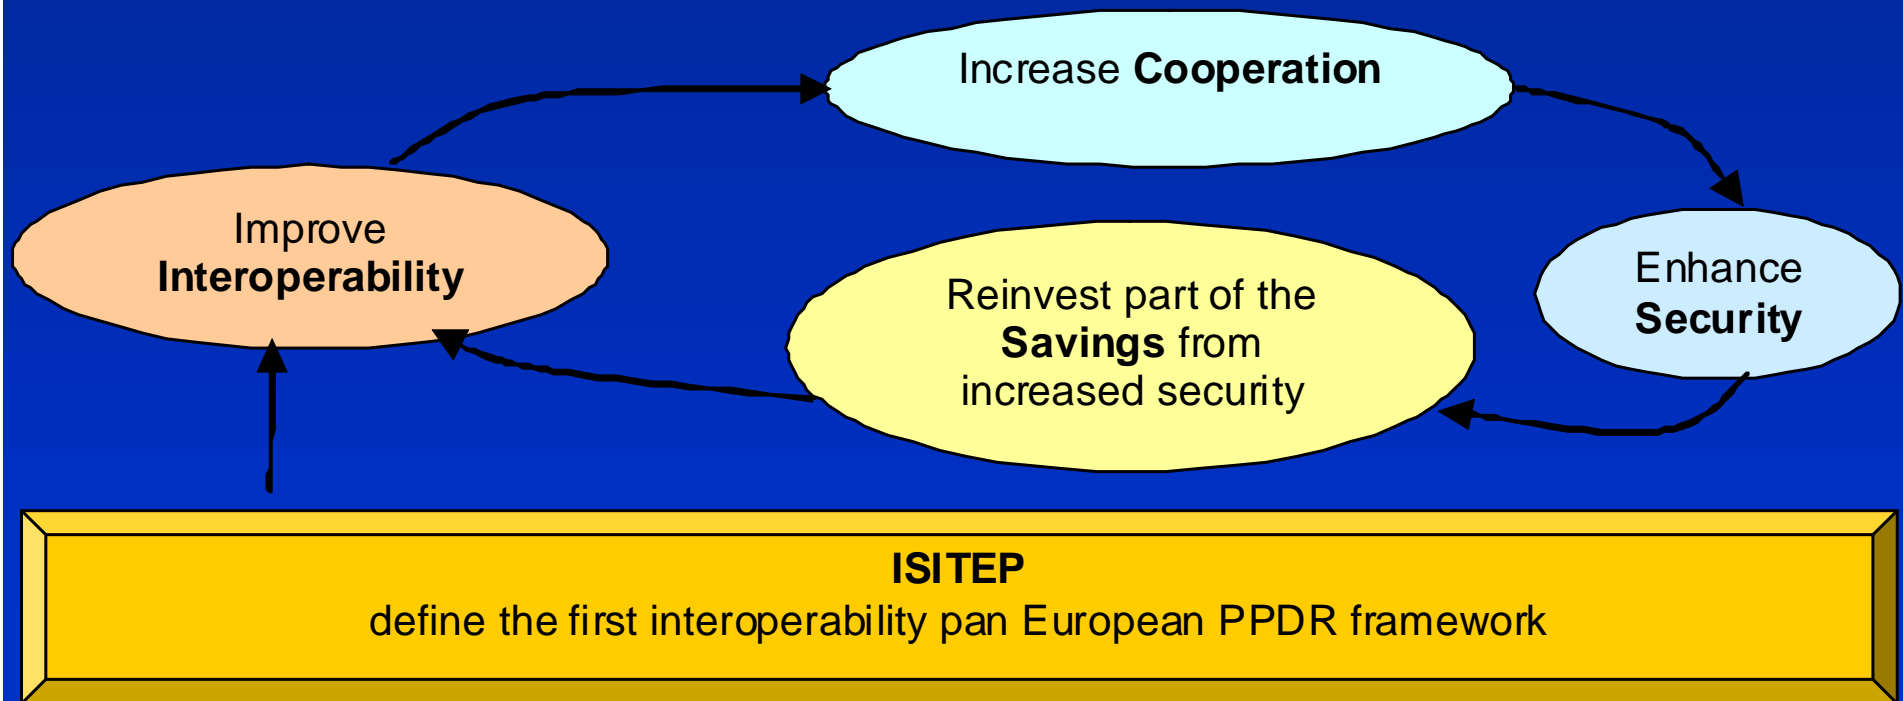 Increase Cooperation
Improve
Interoperability
Enhance
Security
Reinvest part of the
Savings from
increased security
ISITEP
define the first interoperability pan European PPDR framework